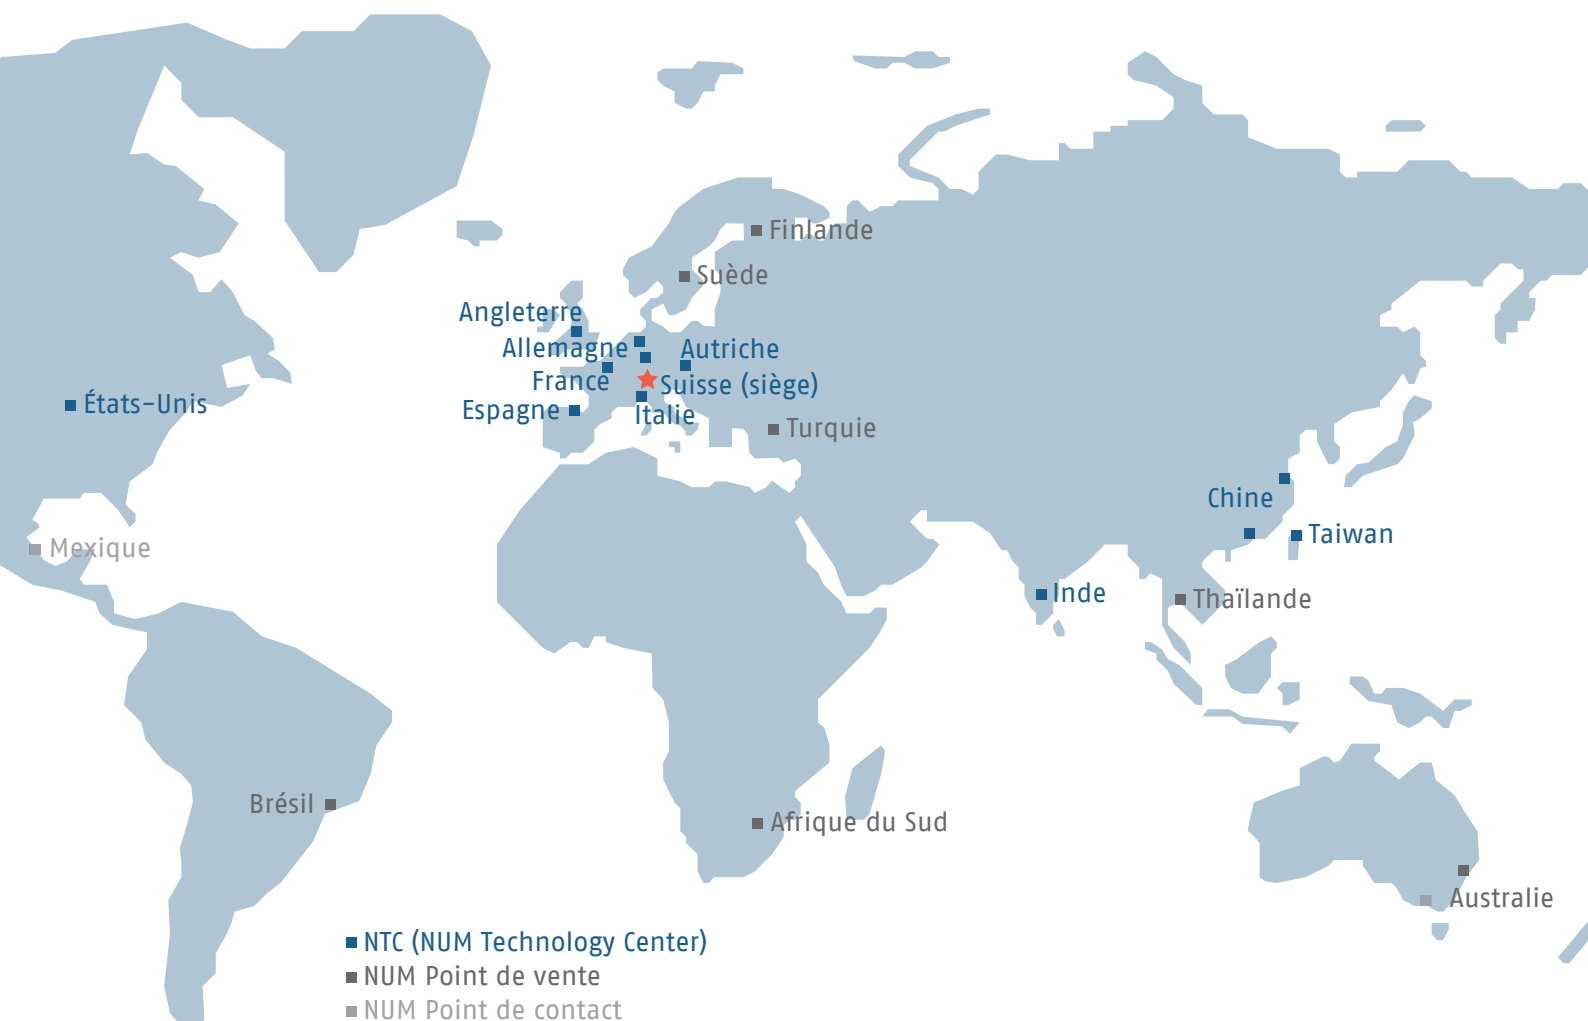 Finlande
Suède
Angleterre
Allemagne
Autriche
France
Suisse (siège)
États-Unis
Espagne
Italie
Turquie
Chine
Taiwan
Mexique
Inde
Thaïlande
Brésil
Afrique du Sud
Australie
NTC (NUM Technology Center)
NUM Point de vente
NUM Point de contact